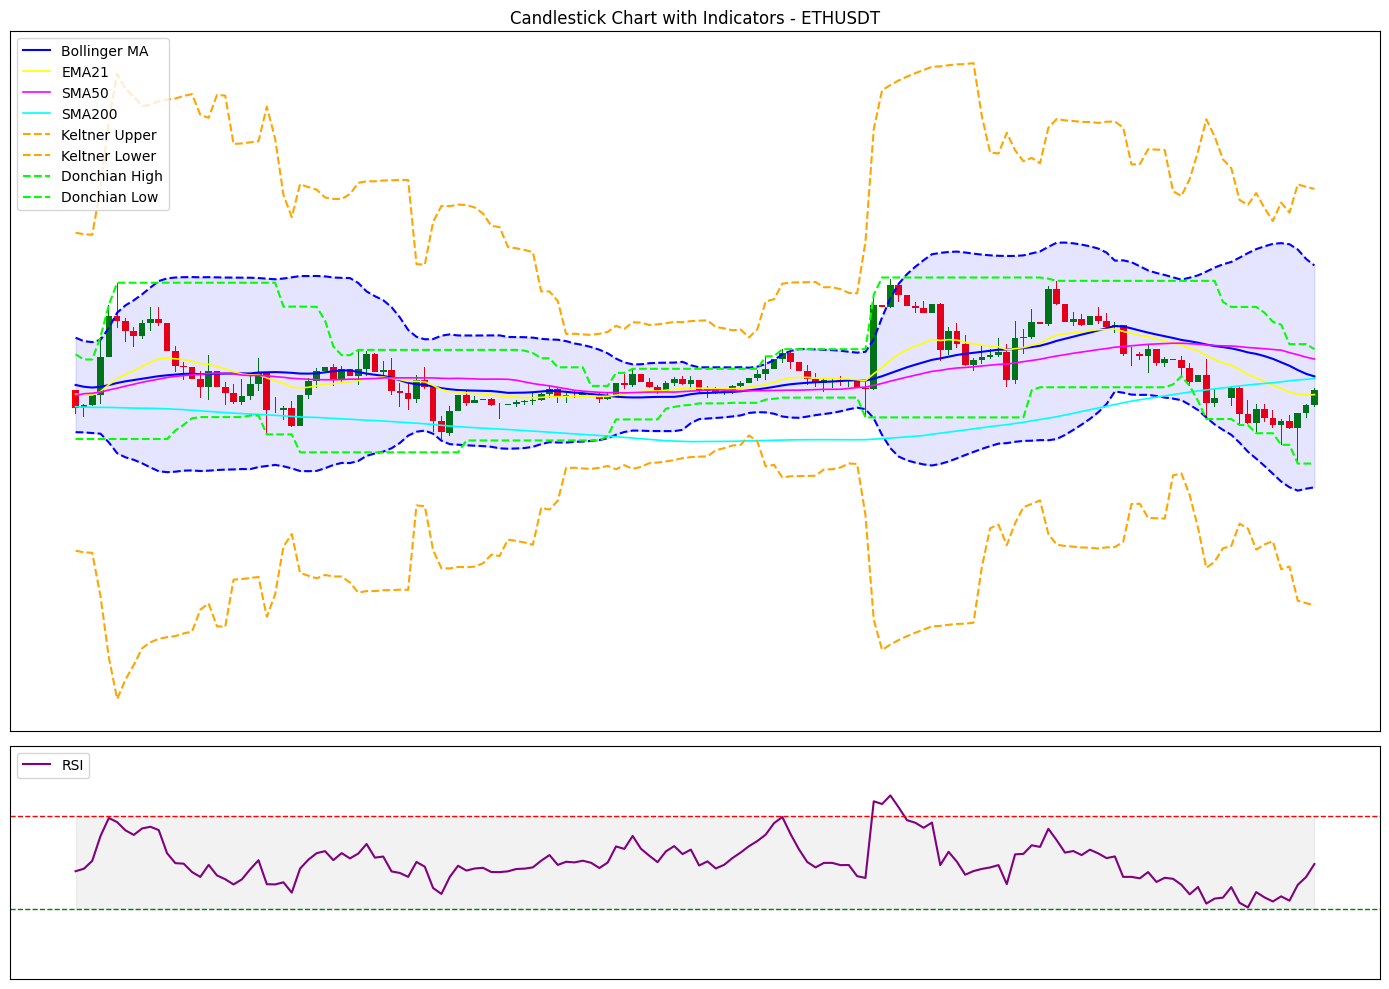 Candlestick Chart with Indicators - ETHUSDT
Bollinger MA
EMA21
SMA50
SMA200
Keltner Upper
Keltner Lower
Donchian High
Donchian Low
RSI